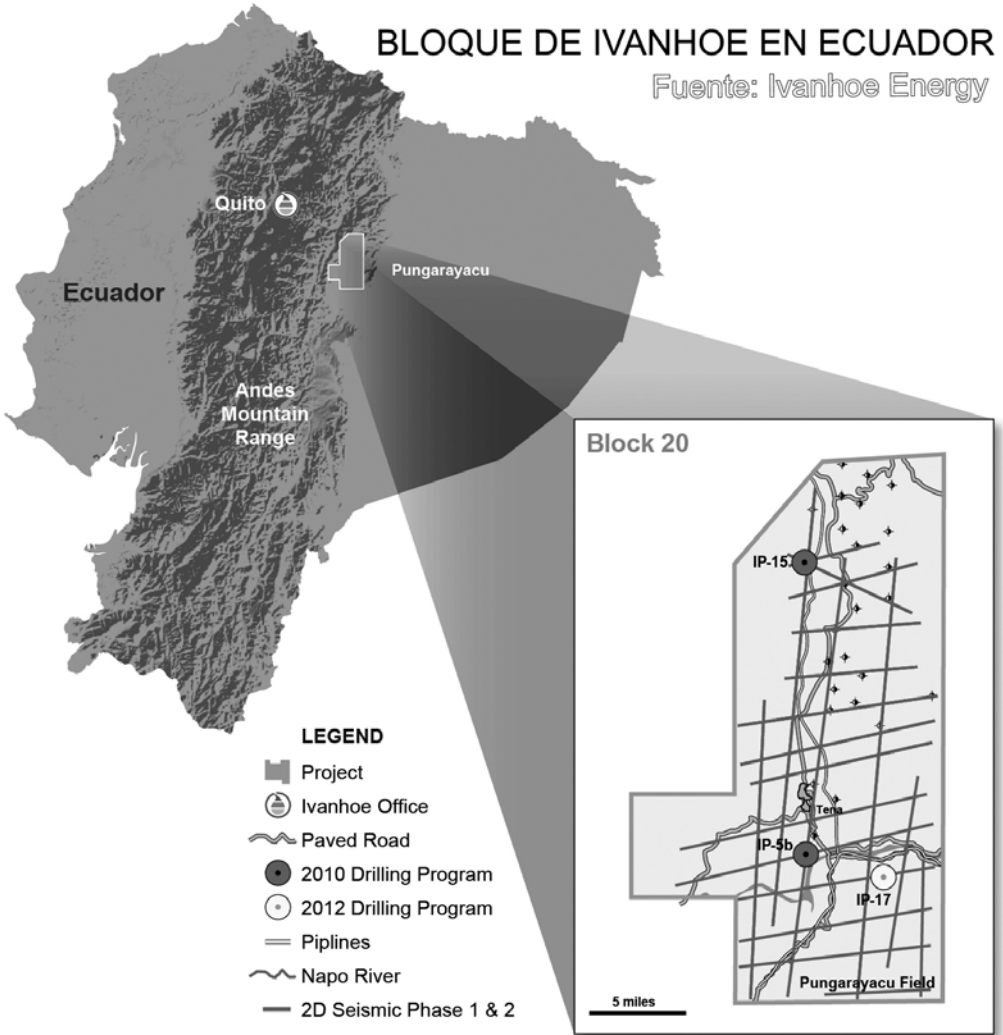 BLOQUE DE IVANHOE EN ECUADOR
Fuente: Ivanhoe Energy
Quito
Pungarayacu
Ecuador
Andes
Mountain
Range
Block 20
IP-15
Tena
IP-5b
IP-17
Pungarayacu Field
5 miles
LEGEND
Project
Ivanhoe Office
Paved Road
2010 Drilling Program
2012 Drilling Program
Piplines
Napo River
2D Seismic Phase 1 & 2